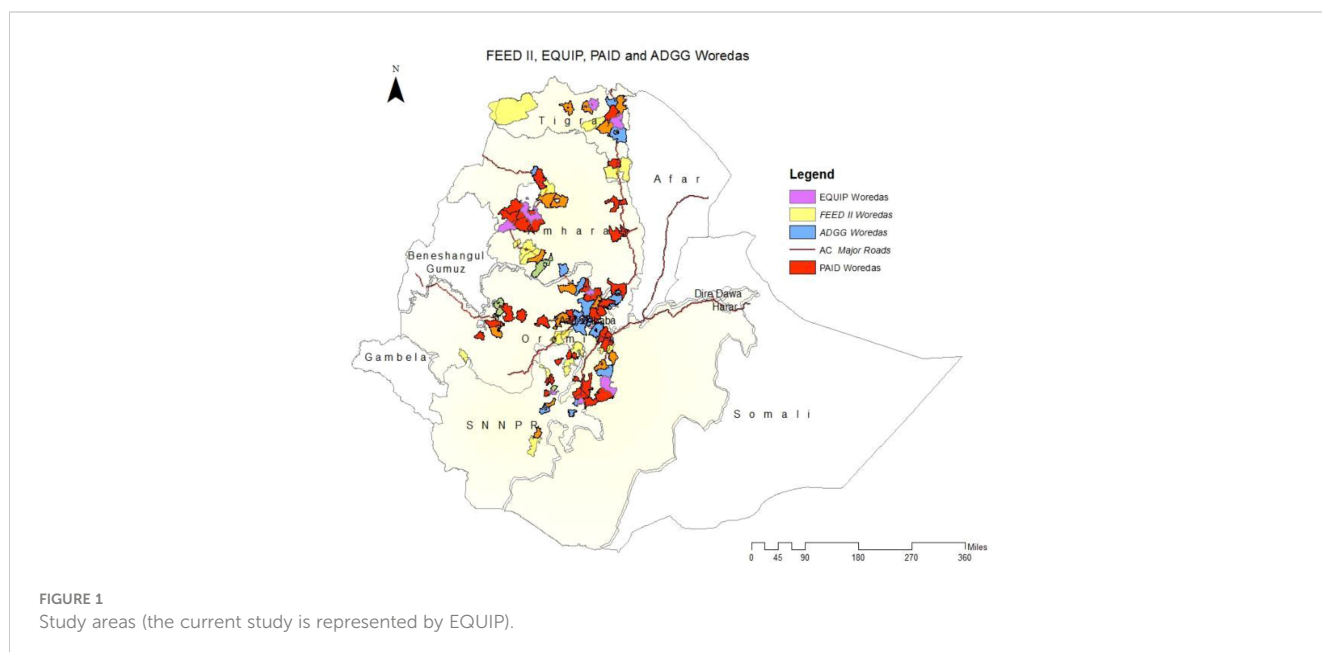 FEED II, EQUIP, PAID and ADGG Woredas
N
Tigra
Afar
Legend
EQUIP Woredas
FEED II Woredas
ADGG Woredas
AC Major Roads
PAID Woredas
mhara
Beneshangul
Gumuz
Dire Dawa
Harar
Oromi
Gambela
Somali
SNNPR
Miles
0 45 90 180 270 360
FIGURE 1
Study areas (the current study is represented by EQUIP).